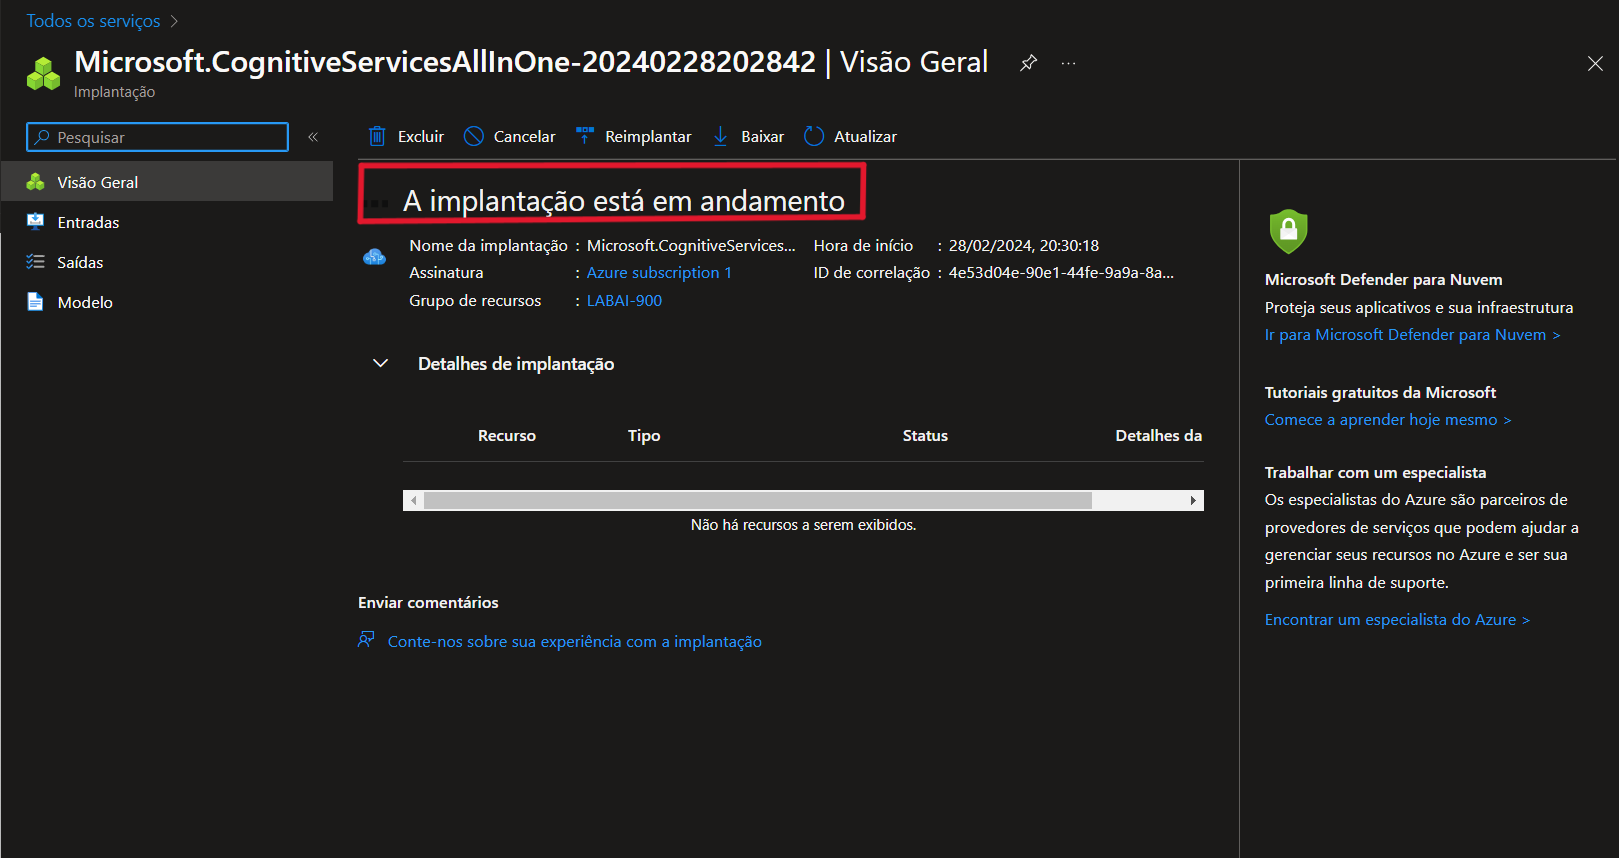 Todos os serviços
Microsoft.CognitiveServicesAllInOne-20240228202842 | Visão Geral
Implantação
Pesquisar
Visão Geral
Entradas
Saídas
Modelo
Excluir Cancelar Reimplantar Baixar Atualizar
A implantação está em andamento
Nome da implantação : Microsoft.CognitiveServices... Hora de início : 28/02/2024, 20:30:18
Assinatura : Azure subscription 1 ID de correlação : 4e53d04e-90e1-44fe-9a9a-8a...
Grupo de recursos : LABAI-900
Detalhes de implantação
Recurso Tipo Status Detalhes da
Não há recursos a serem exibidos.
Enviar comentários
Conte-nos sobre sua experiência com a implantação
Microsoft Defender para Nuvem
Proteja seus aplicativos e sua infraestrutura
Ir para Microsoft Defender para Nuvem >
Tutoriais gratuitos da Microsoft
Comece a aprender hoje mesmo >
Trabalhar com um especialista
Os especialistas do Azure são parceiros de
provedores de serviços que podem ajudar a
gerenciar seus recursos no Azure e ser sua
primeira linha de suporte.
Encontrar um especialista do Azure >